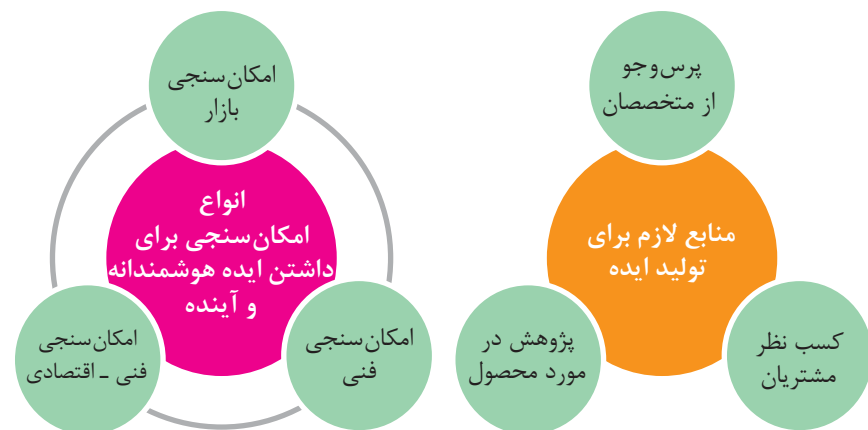 پرس‌وجو
از متخصصان
منابع لازم برای
تولید ایده
کسب نظر
مشتریان
پژوهش در
مورد محصول
امکان‌سنجی
بازار
انواع
امکان‌سنجی برای
داشتن ایده هوشمندانه
و آینده
امکان‌سنجی
فنی
امکان‌سنجی
فنی ـ اقتصادی